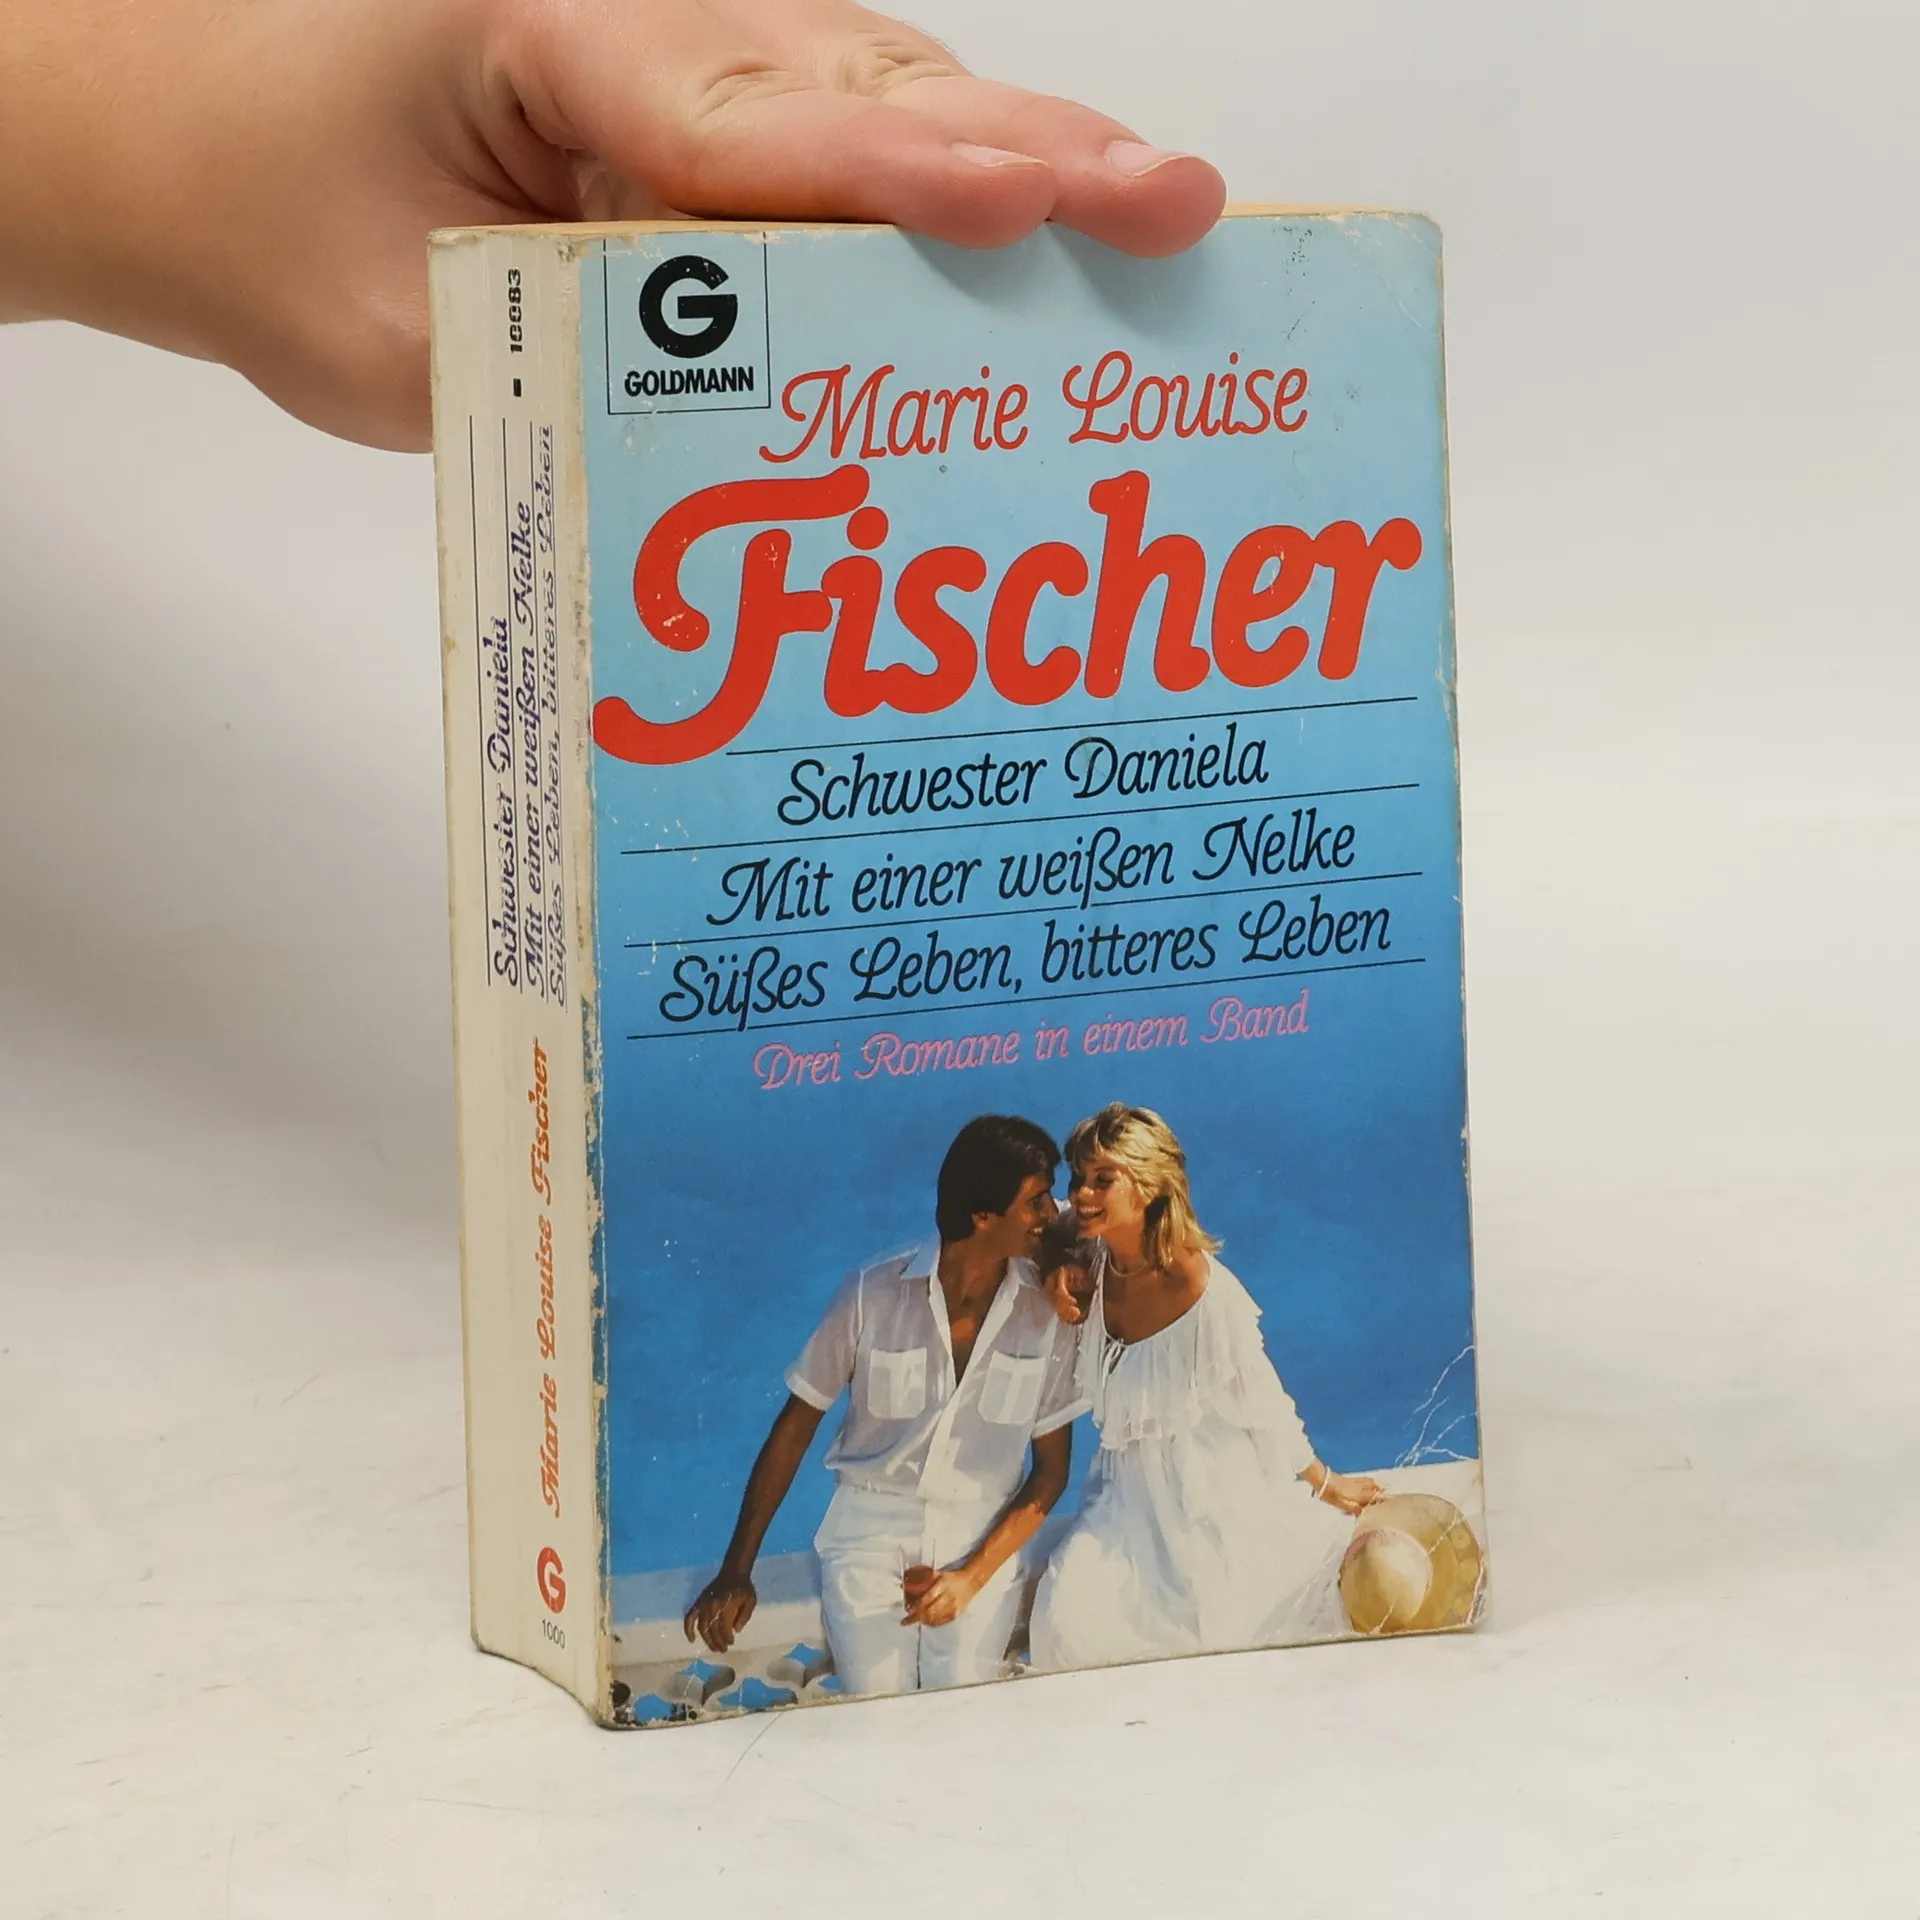 G
GOLDMANN
Marie Louise
Fischer
Schwester Daniela
Mit einer weißen Nelke
Süßes Leben, bitteres Leben
Drei Romane in einem Band
10083
Schwester Daniela
Mit einer weißen Nelke
Süßes Leben, bitteres Leben
Marie Louise Fischer
G
1000